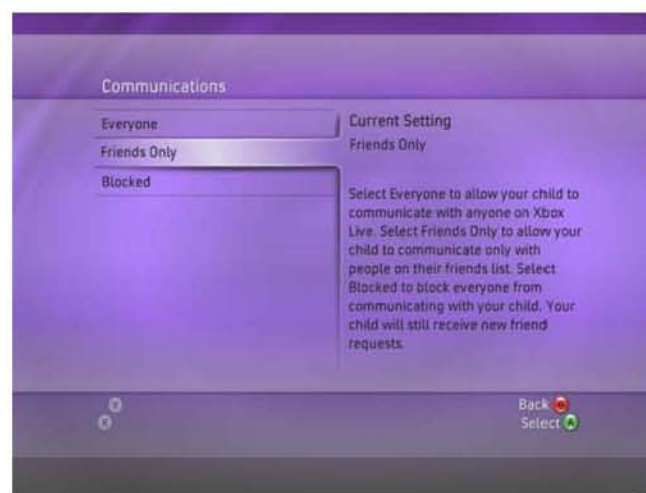 Communications
Everyone
Friends Only
Blocked
Current Setting
Friends Only
Select Everyone to allow your child to
communicate with anyone on Xbox
Live. Select Friends Only to allow your
child to communicate only with
people on their friends list. Select
Blocked to block everyone from
communicating with your child. Your
child will still receive new friend
requests.
Y
X
Back B
Select A